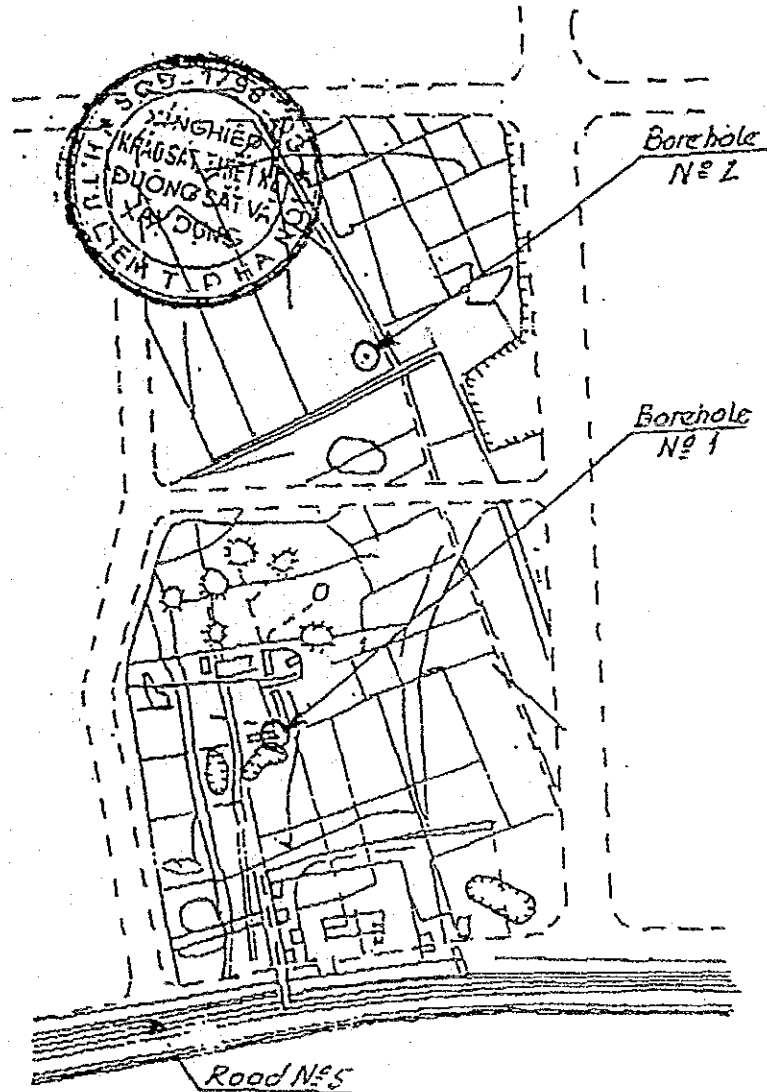 XÍ NGHIỆP
KHẢO SÁT THIẾT KẾ
ĐƯỜNG SẮT VÀ
XÂY DỰNG
Borehole
Nº 2
Borehole
Nº 1
Road Nº 5